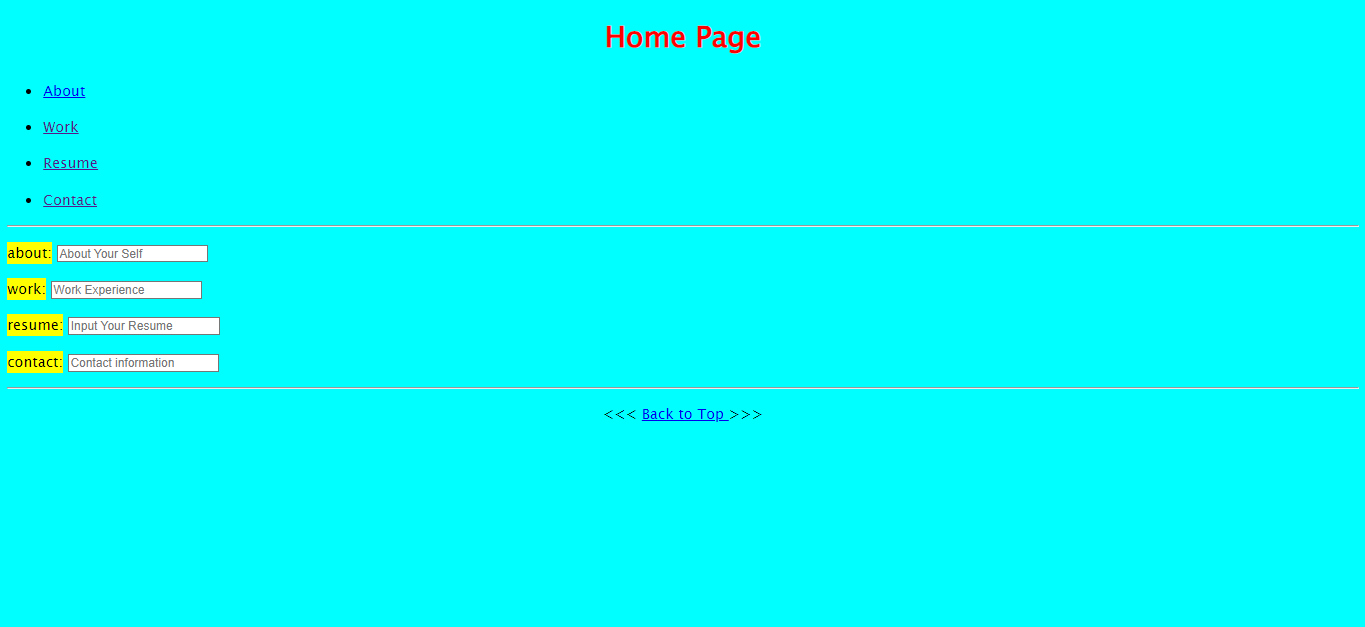 Home Page
About
Work
Resume
Contact
about: About Your Self
work: Work Experience
resume: Input Your Resume
contact: Contact information
<<< Back to Top >>>